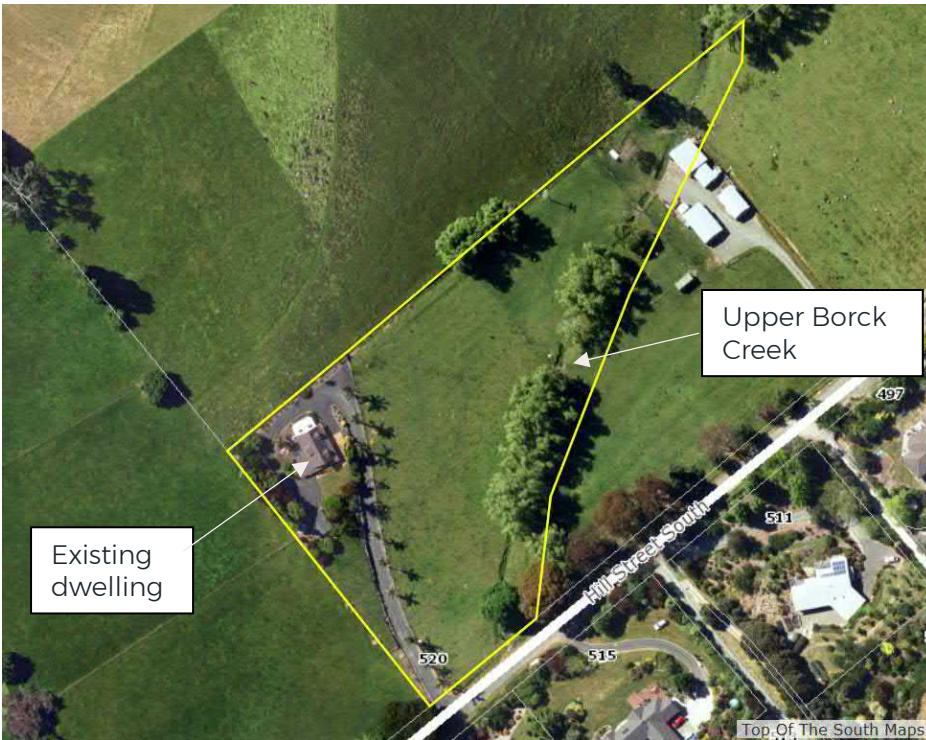 Upper Borck
Creek
497
511
Hill Street South
Existing
dwelling
520
515
Top Of The South Maps